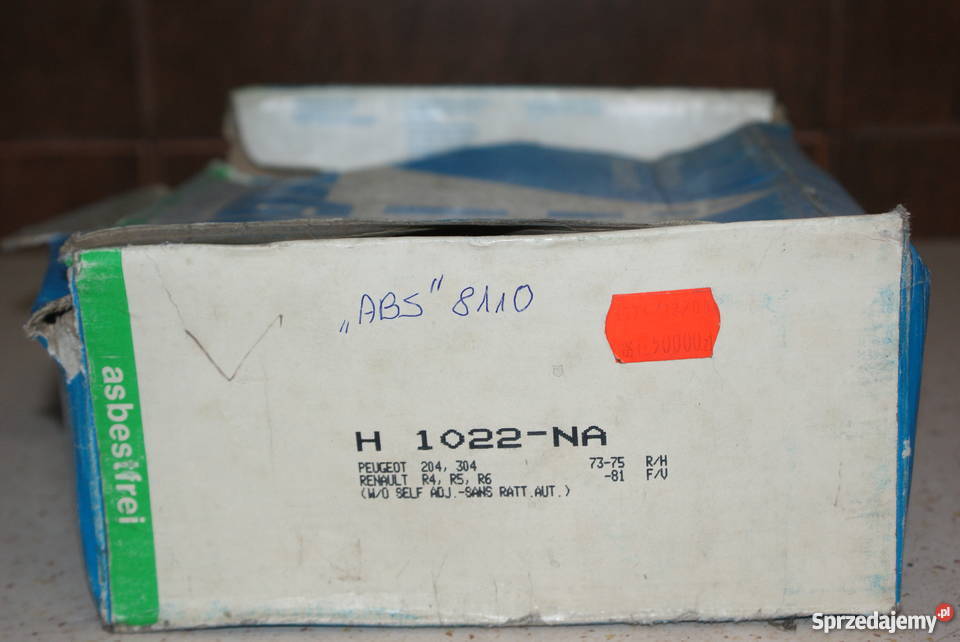 „ABS" 8110
asbestfrei
H 1022-NA
PEUGEOT 204, 304 73-75 R/H
RENAULT R4, R5, R6 -81 F/V
(W/O SELF ADJ.-SANS RATT.AUT.)
Sprzedajemy.pl